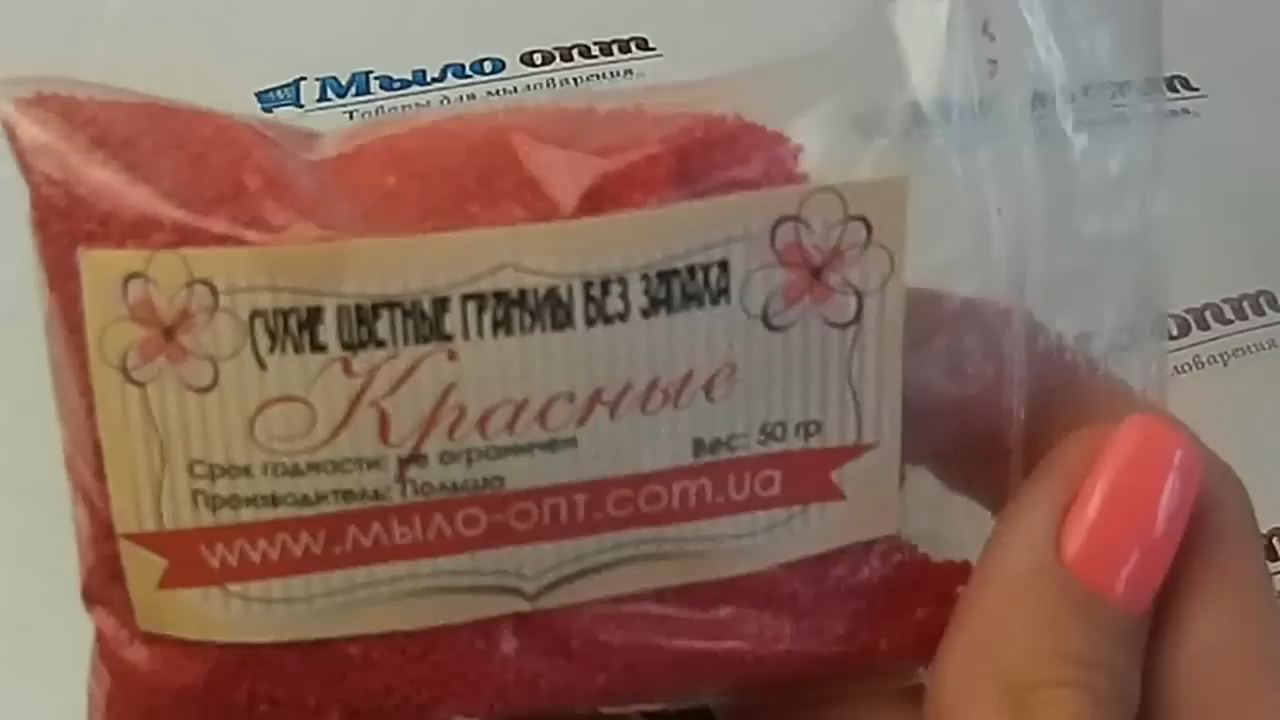 Мыло опт
Товары для мыловарения
СУХИЕ ЦВЕТНЫЕ ГРАНУЛЫ БЕЗ ЗАПАХА
Красные
Срок годности: не ограничен
Вес: 50 гр
Производитель: Польша
www.мыло-опт.com.ua
опт
ловарения